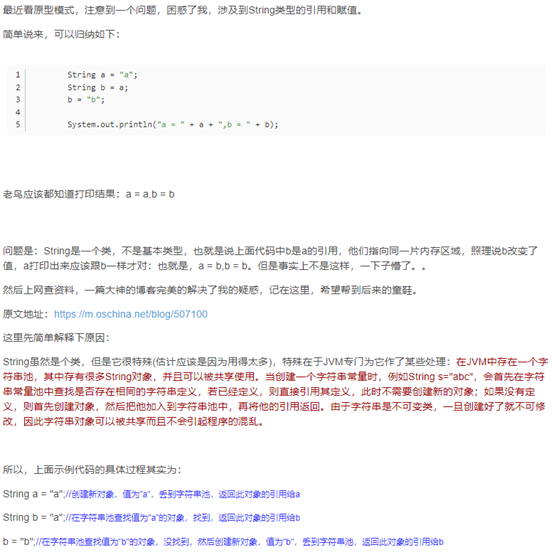 最近看原型模式，注意到一个问题，困惑了我，涉及到String类型的引用和赋值。
简单说来，可以归纳如下：
1 String a = "a";
2 String b = a;
3 b = "b";
4
5 System.out.println("a = " + a + ",b = " + b);
老鸟应该都知道打印结果：a = a,b = b
问题是：String是一个类，不是基本类型，也就是说上面代码中b是a的引用，他们指向同一片内存区域，照理说b改变了
值，a打印出来应该跟b一样才对：也就是，a = b,b = b。但是事实上不是这样，一下子懵了。。
然后上网查资料，一篇大神的博客完美的解决了我的疑惑，记在这里，希望帮到后来的童鞋。
原文地址：https://m.oschina.net/blog/507100
这里先简单解释下原因：
String虽然是个类，但是它很特殊(估计应该是因为用得太多)，特殊在于JVM专门为它作了某些处理：在JVM中存在一个字
符串池，其中存有很多String对象，并且可以被共享使用。当创建一个字符串常量时，例如String s="abc"，会首先在字符
串常量池中查找是否存在相同的字符串定义，若已经定义，则直接引用其定义，此时不需要创建新的对象；如果没有定
义，则首先创建对象，然后把他加入到字符串池中，再将他的引用返回。由于字符串是不可变类，一旦创建好了就不可修
改，因此字符串对象可以被共享而且不会引起程序的混乱。
所以，上面示例代码的具体过程其实为：
String a = "a";//创建新对象，值为"a"，丢到字符串池，返回此对象的引用给a
String b = "a";//在字符串池查找值为"a"的对象，找到，返回此对象的引用给b
b = "b";//在字符串池查找值为"b"的对象，没找到，然后创建新对象，值为"b"，丢到字符串池，返回此对象的引用给b